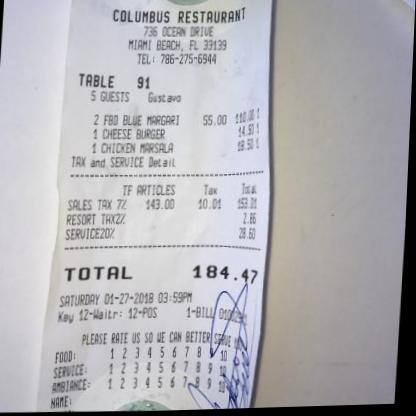 COLUMBUS RESTAURANT
736 OCEAN DRIVE
MIAMI BEACH, FL 33139
TEL: 786-275-6944
TABLE 91
5 GUESTS Gustavo
2 FBD BLUE MARGARI 55.00 110.00 1
1 CHEESE BURGER 14.50 1
1 CHICKEN MARSALA 18.50 1
TAX and SERVICE Detail
TF ARTICLES Tax Total
SALES TAX 7% 143.00 10.01 153.01
RESORT TAX2% 2.86
SERVICE20% 28.60
TOTAL 184.47
SATURDAY 01-27-2018 03:59PM
Key 12-Waitr: 12-POS 1-BILL
PLEASE RATE US SO WE CAN BETTER SERVE
FOOD: 1 2 3 4 5 6 7 8 9 10
SERVICE: 1 2 3 4 5 6 7 8 9 10
AMBIANCE: 1 2 3 4 5 6 7 8 9 10
NAME: